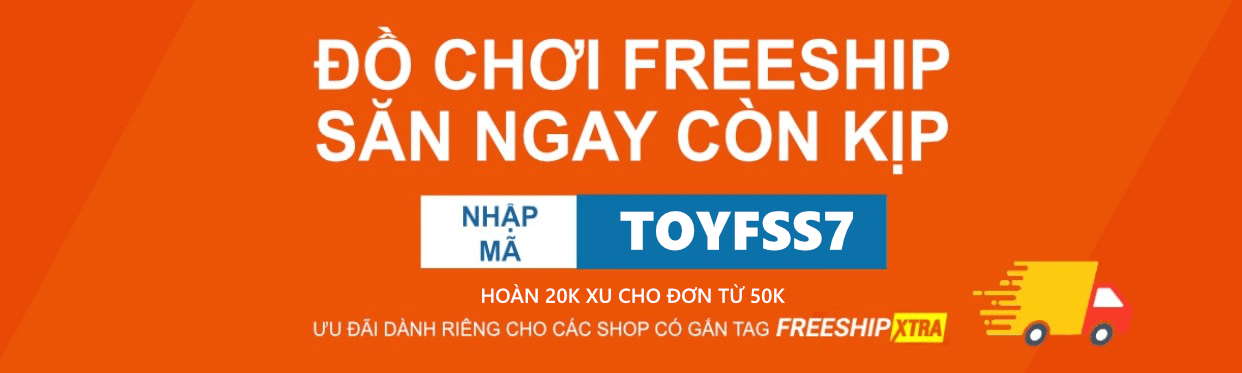 ĐỒ CHƠI FREESHIP
SĂN NGAY CÒN KỊP
NHẬP
MÃ
TOYFSS7
HOÀN 20K XU CHO ĐƠN TỪ 50K
ƯU ĐÃI DÀNH RIÊNG CHO CÁC SHOP CÓ GẮN TAG FREESHIP XTRA